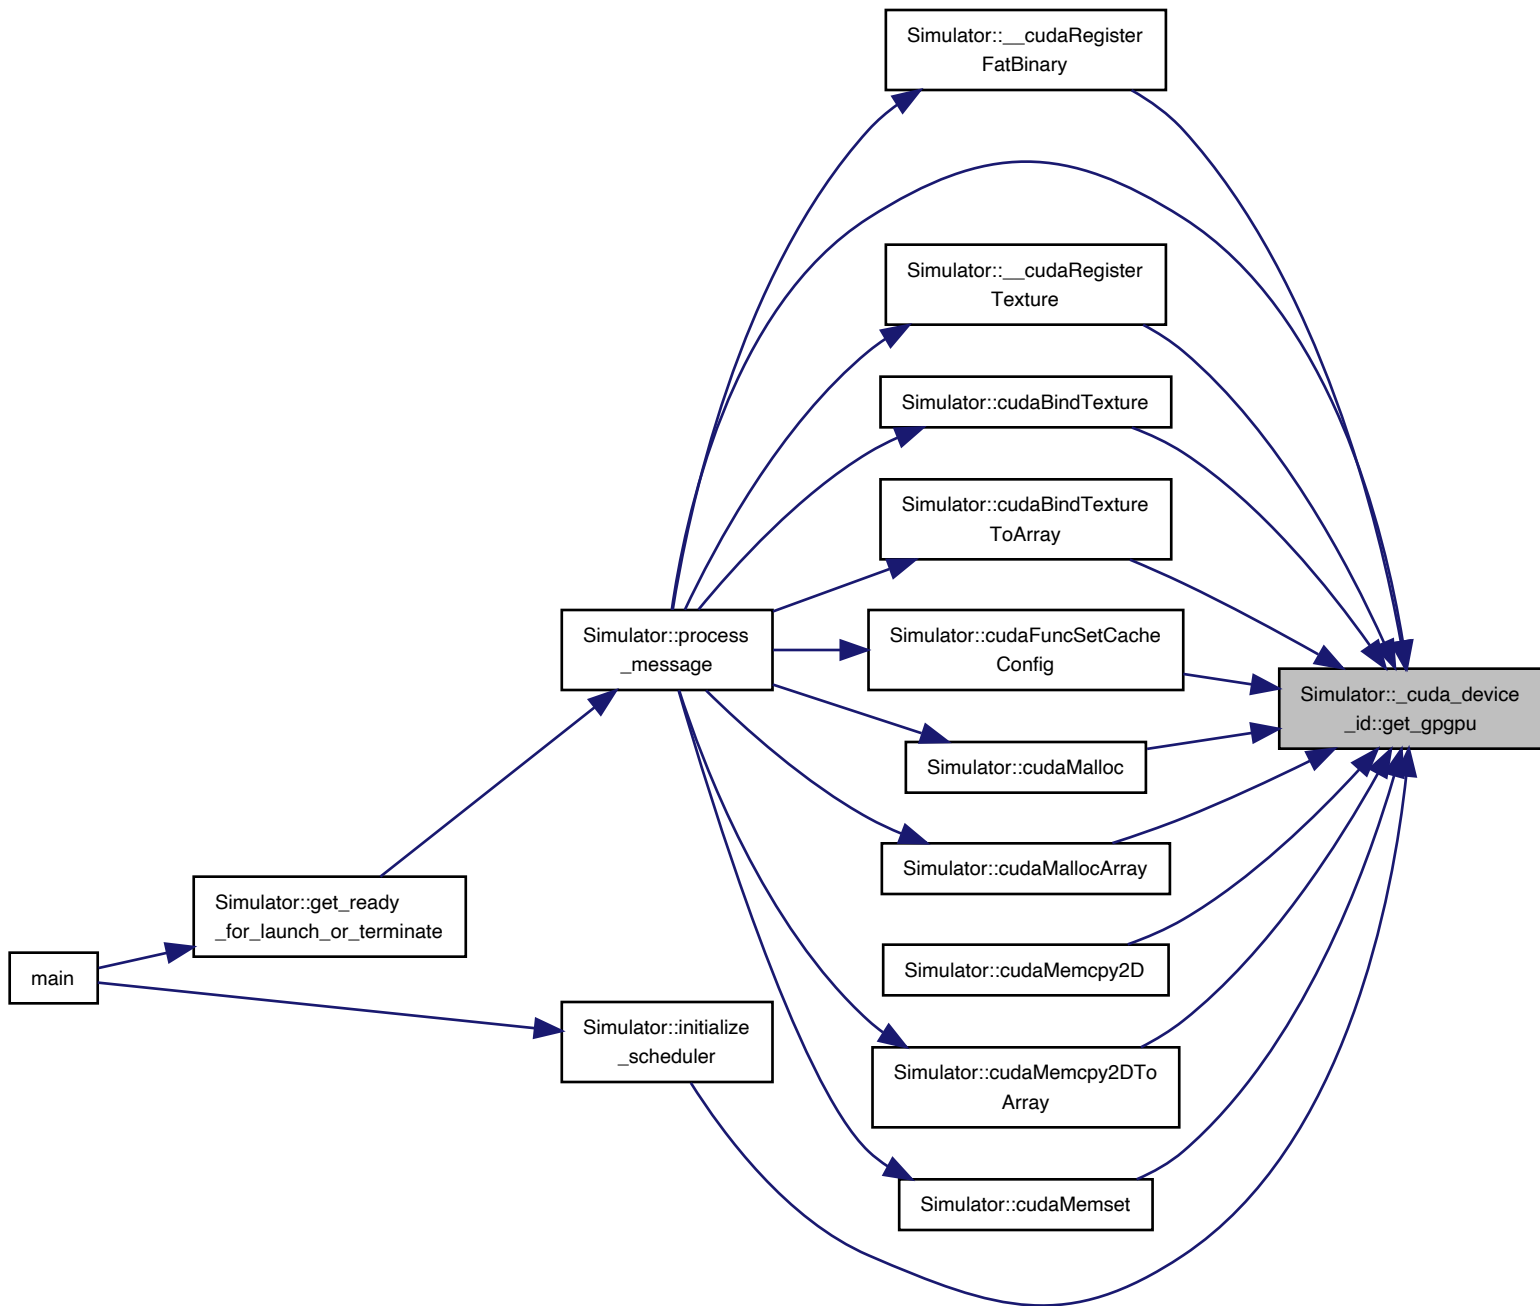 Simulator::__cudaRegister
FatBinary
Simulator::__cudaRegister
Texture
Simulator::cudaBindTexture
Simulator::cudaBindTexture
ToArray
Simulator::process
_message
Simulator::cudaFuncSetCache
Config
Simulator::_cuda_device
_id::get_gpgpu
Simulator::cudaMalloc
Simulator::cudaMallocArray
Simulator::get_ready
_for_launch_or_terminate
main
Simulator::cudaMemcpy2D
Simulator::initialize
_scheduler
Simulator::cudaMemcpy2DTo
Array
Simulator::cudaMemset